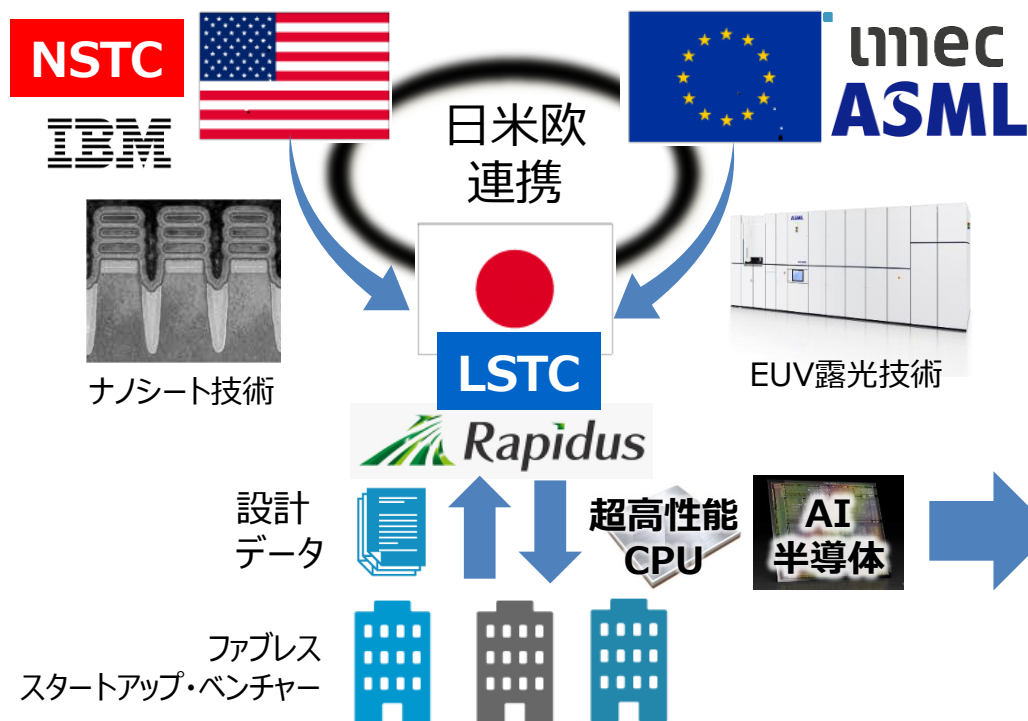 NSTC
IBM
imec
ASML
日米欧
連携
ASML
ナノシート技術
EUV露光技術
LSTC
Rapidus
設計
データ
超高性能
CPU
AI
半導体
ファブレス
スタートアップ・ベンチャー